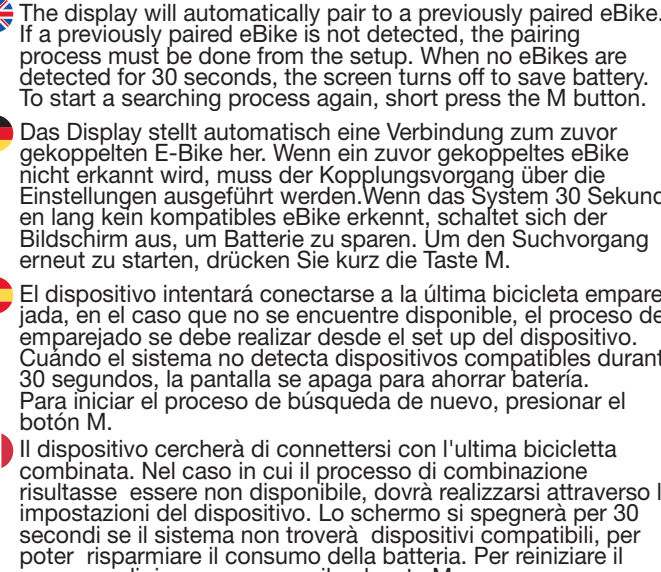 The display will automatically pair to a previously paired eBike.
If a previously paired eBike is not detected, the pairing
process must be done from the setup. When no eBikes are
detected for 30 seconds, the screen turns off to save battery.
To start a searching process again, short press the M button.
Das Display stellt automatisch eine Verbindung zum zuvor
gekoppelten E-Bike her. Wenn ein zuvor gekoppeltes eBike
nicht erkannt wird, muss der Kopplungsvorgang über die
Einstellungen ausgeführt werden.Wenn das System 30 Sekund
en lang kein kompatibles eBike erkennt, schaltet sich der
Bildschirm aus, um Batterie zu sparen. Um den Suchvorgang
erneut zu starten, drücken Sie kurz die Taste M.
El dispositivo intentará conectarse a la última bicicleta empare
jada, en el caso que no se encuentre disponible, el proceso de
emparejado se debe realizar desde el set up del dispositivo.
Cuándo el sistema no detecta dispositivos compatibles durant
30 segundos, la pantalla se apaga para ahorrar batería.
Para iniciar el proceso de búsqueda de nuevo, presionar el
botón M.
Il dispositivo cercherà di connettersi con l'ultima bicicletta
combinata. Nel caso in cui il processo di combinazione
risultasse essere non disponibile, dovrà realizzarsi attraverso l
impostazioni del dispositivo. Lo schermo si spegnerà per 30
secondi se il sistema non troverà dispositivi compatibili, per
poter risparmiare il consumo della batteria. Per reiniziare il